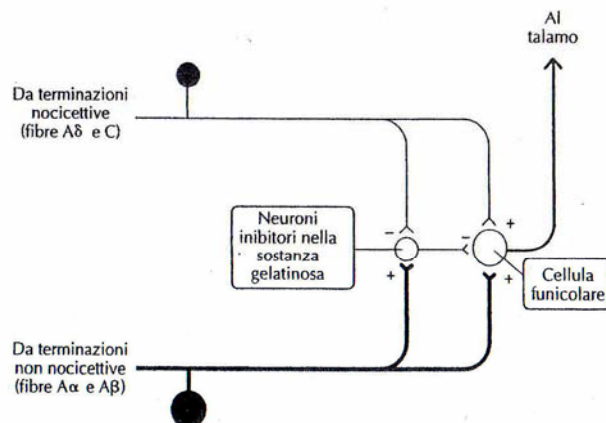 Al
talamo
Da terminazioni
nocicettive
(fibre Aδ e C)
Neuroni
inibitori nella
sostanza
gelatinosa
−
+
−
+
+
Cellula
funicolare
Da terminazioni
non nocicettive
(fibre Aα e Aβ)